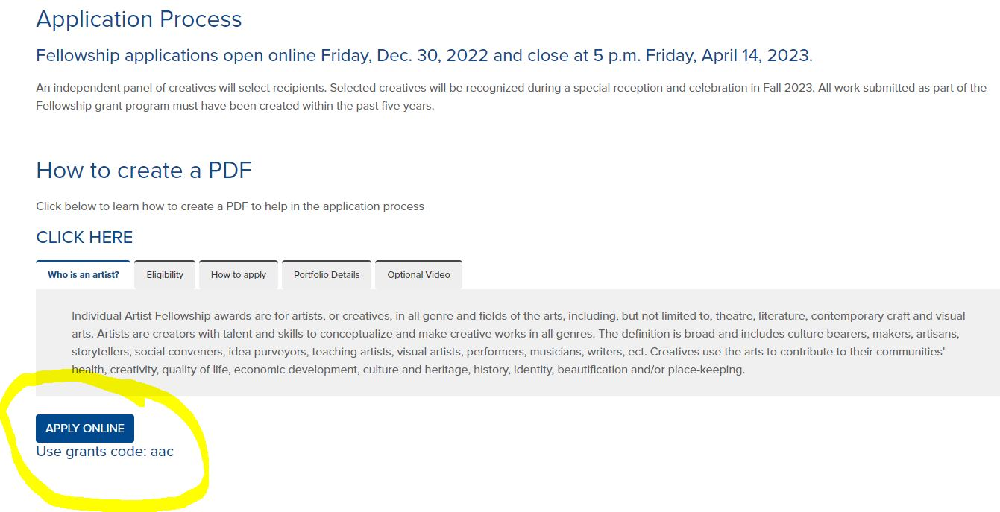 Application Process
Fellowship applications open online Friday, Dec. 30, 2022 and close at 5 p.m. Friday, April 14, 2023.
An independent panel of creatives will select recipients. Selected creatives will be recognized during a special reception and celebration in Fall 2023. All work submitted as part of the
Fellowship grant program must have been created within the past five years.
How to create a PDF
Click below to learn how to create a PDF to help in the application process
CLICK HERE
Who is an artist? Eligibility How to apply Portfolio Details Optional Video
Individual Artist Fellowship awards are for artists, or creatives, in all genre and fields of the arts, including, but not limited to, theatre, literature, contemporary craft and visual
arts. Artists are creators with talent and skills to conceptualize and make creative works in all genres. The definition is broad and includes culture bearers, makers, artisans,
storytellers, social conveners, idea purveyors, teaching artists, visual artists, performers, musicians, writers, ect. Creatives use the arts to contribute to their communities'
health, creativity, quality of life, economic development, culture and heritage, history, identity, beautification and/or place-keeping.
APPLY ONLINE
Use grants code: aac